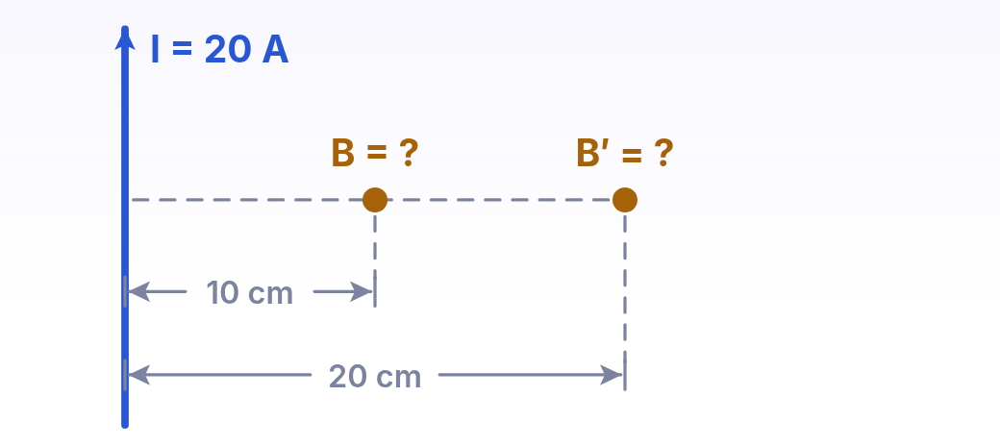 I = 20 A
B = ?
B′ = ?
10 cm
20 cm